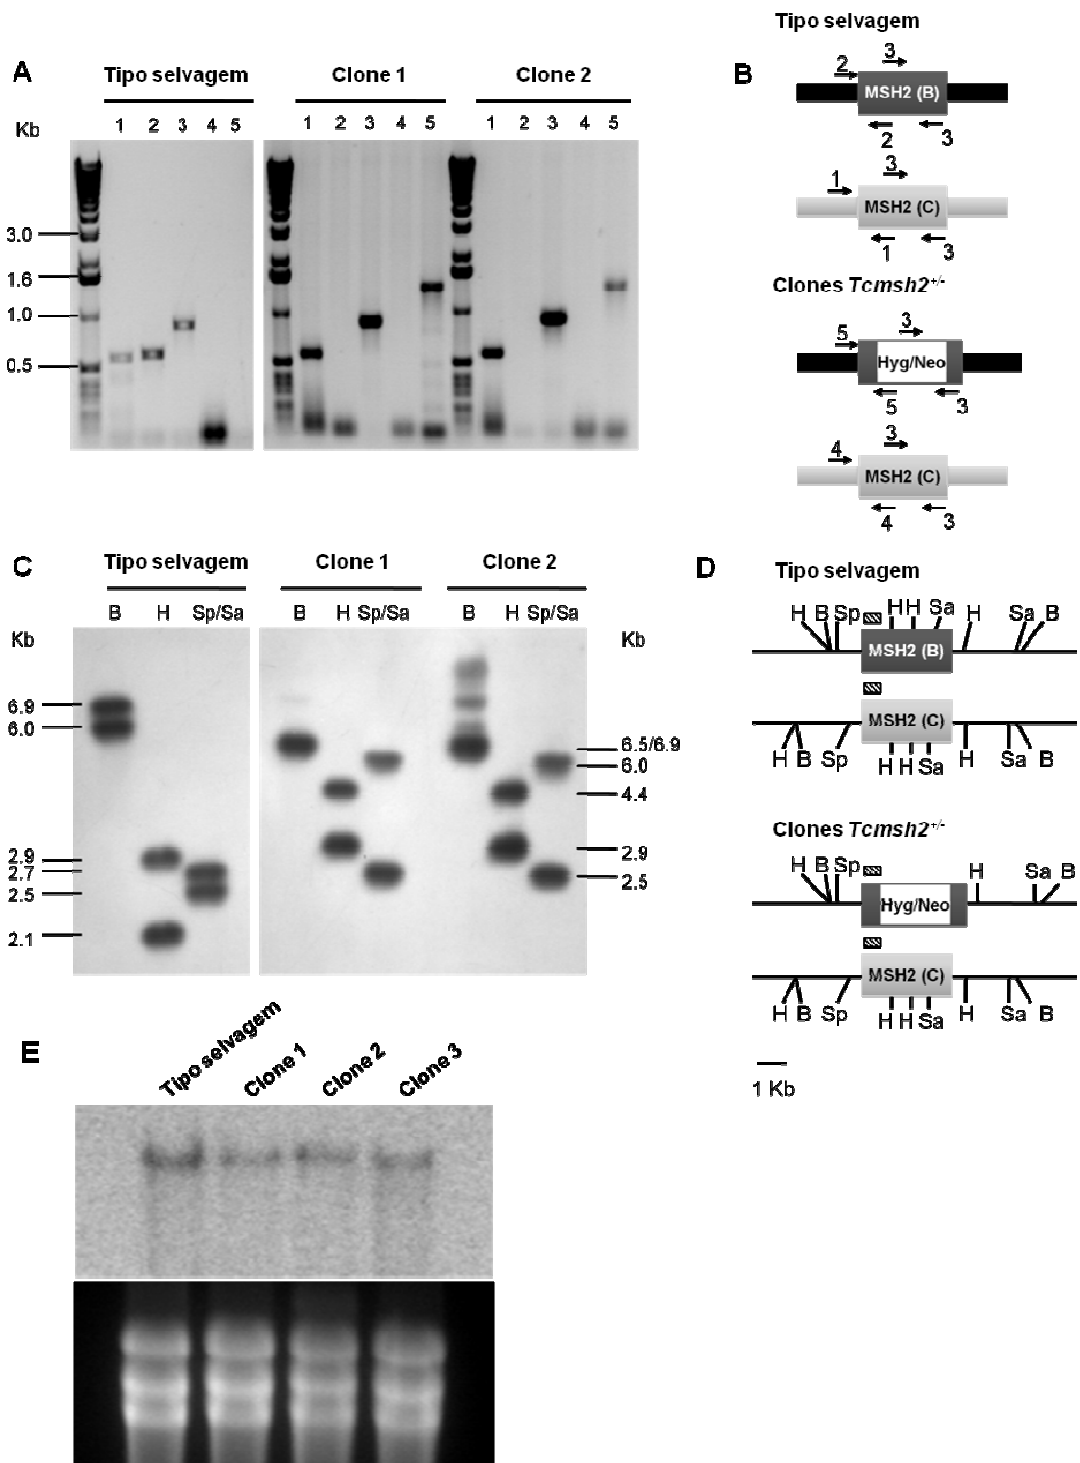 A
Tipo selvagem
Clone 1
Clone 2
Kb
1 2 3 4 5
1 2 3 4 5
1 2 3 4 5
3.0
1.6
1.0
0.5
B
Tipo selvagem
3
2
MSH2 (B)
2
3
3
1
MSH2 (C)
1
3
Clones Tcmsh2+/-
3
5
Hyg/Neo
5
3
3
4
MSH2 (C)
4
3
C
Tipo selvagem
Clone 1
Clone 2
B H Sp/Sa
B H Sp/Sa
B H Sp/Sa
Kb
Kb
6.9
6.0
2.9
2.7
2.5
2.1
6.5/6.9
6.0
4.4
2.9
2.5
D
Tipo selvagem
H B Sp H H Sa H Sa B
MSH2 (B)
MSH2 (C)
H B Sp H H Sa H Sa B
Clones Tcmsh2+/-
H B Sp H Sa B
Hyg/Neo
MSH2 (C)
H B Sp H H Sa H Sa B
1 Kb
E
Tipo selvagem
Clone 1
Clone 2
Clone 3